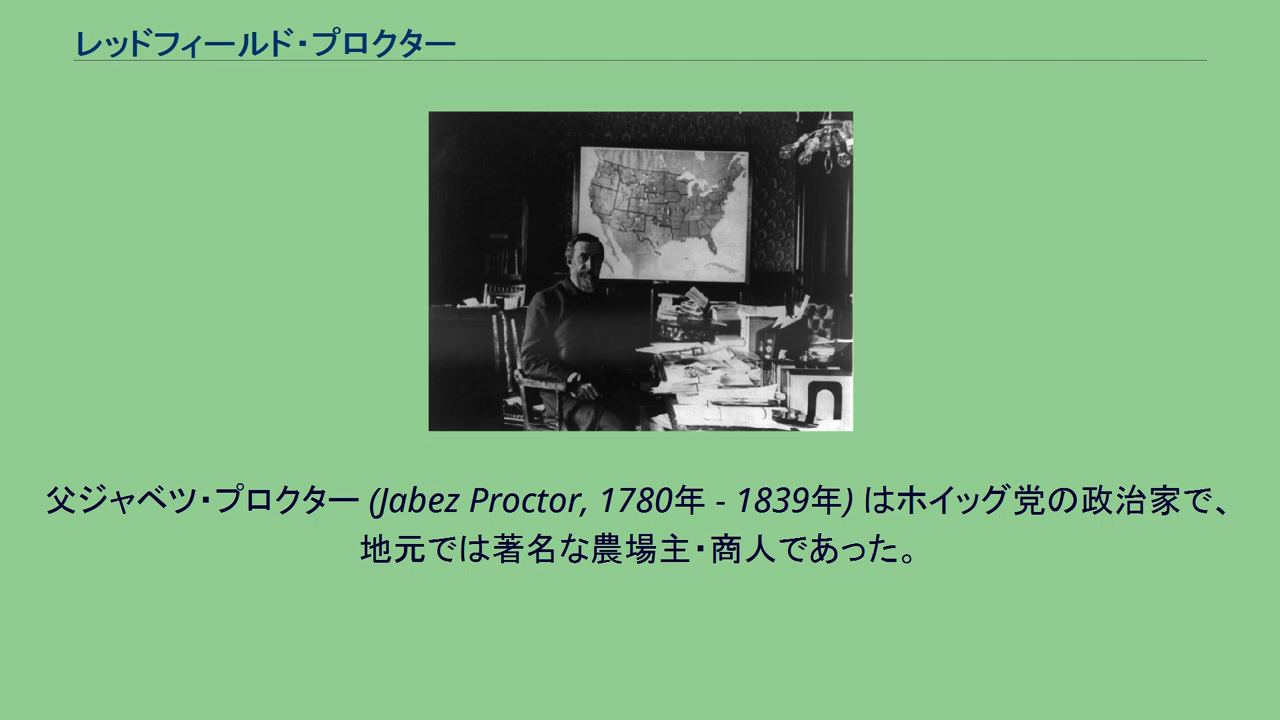 レッドフィールド・プロクター
父ジャベツ・プロクター (Jabez Proctor, 1780年 - 1839年) はホイッグ党の政治家で、
地元では著名な農場主・商人であった。